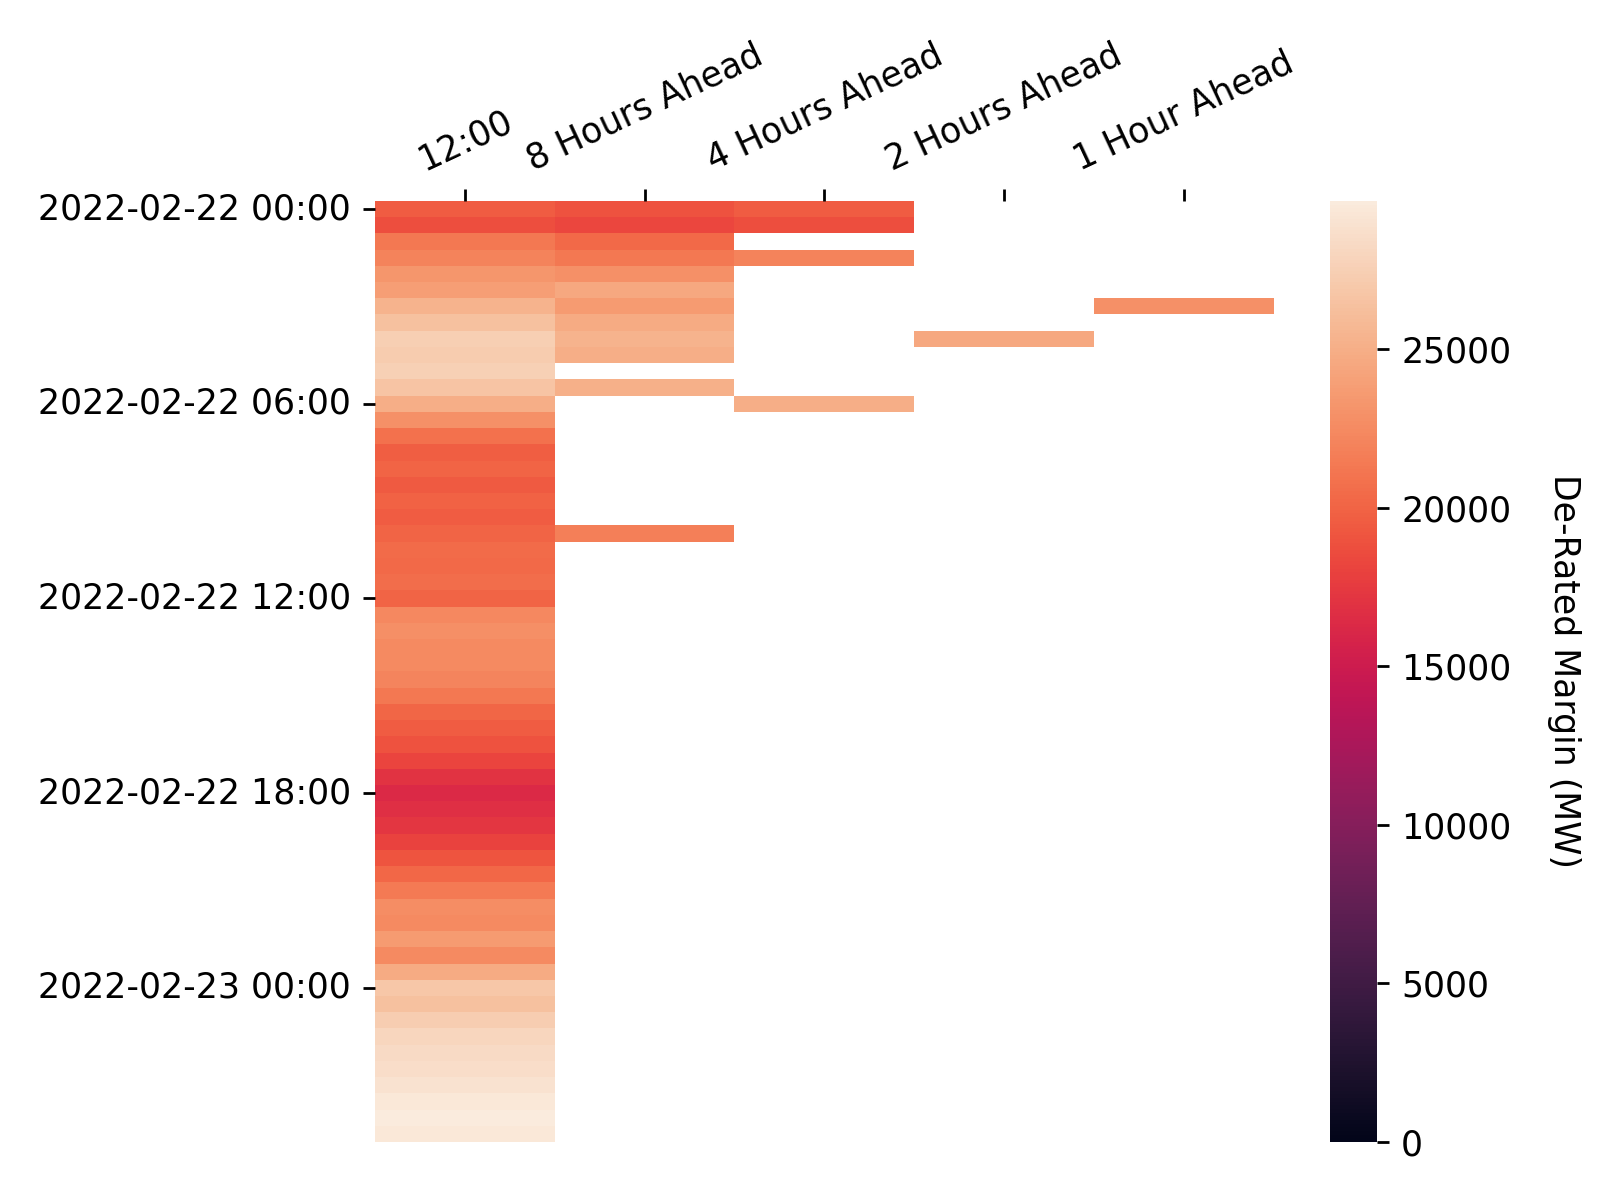 12:00
8 Hours Ahead
4 Hours Ahead
2 Hours Ahead
1 Hour Ahead
2022-02-22 00:00
2022-02-22 06:00
2022-02-22 12:00
2022-02-22 18:00
2022-02-23 00:00
25000
20000
15000
10000
5000
0
De-Rated Margin (MW)